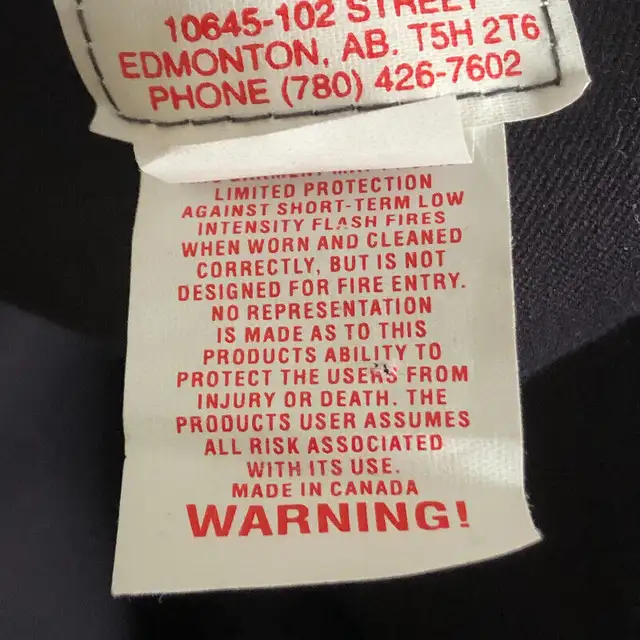 10645-102 STREET
EDMONTON, AB. T5H 2T6
PHONE (780) 426-7602
LIMITED PROTECTION
AGAINST SHORT-TERM LOW
INTENSITY FLASH FIRES
WHEN WORN AND CLEANED
CORRECTLY, BUT IS NOT
DESIGNED FOR FIRE ENTRY.
NO REPRESENTATION
IS MADE AS TO THIS
PRODUCTS ABILITY TO
PROTECT THE USERS FROM
INJURY OR DEATH. THE
PRODUCTS USER ASSUMES
ALL RISK ASSOCIATED
WITH ITS USE.
MADE IN CANADA
WARNING!